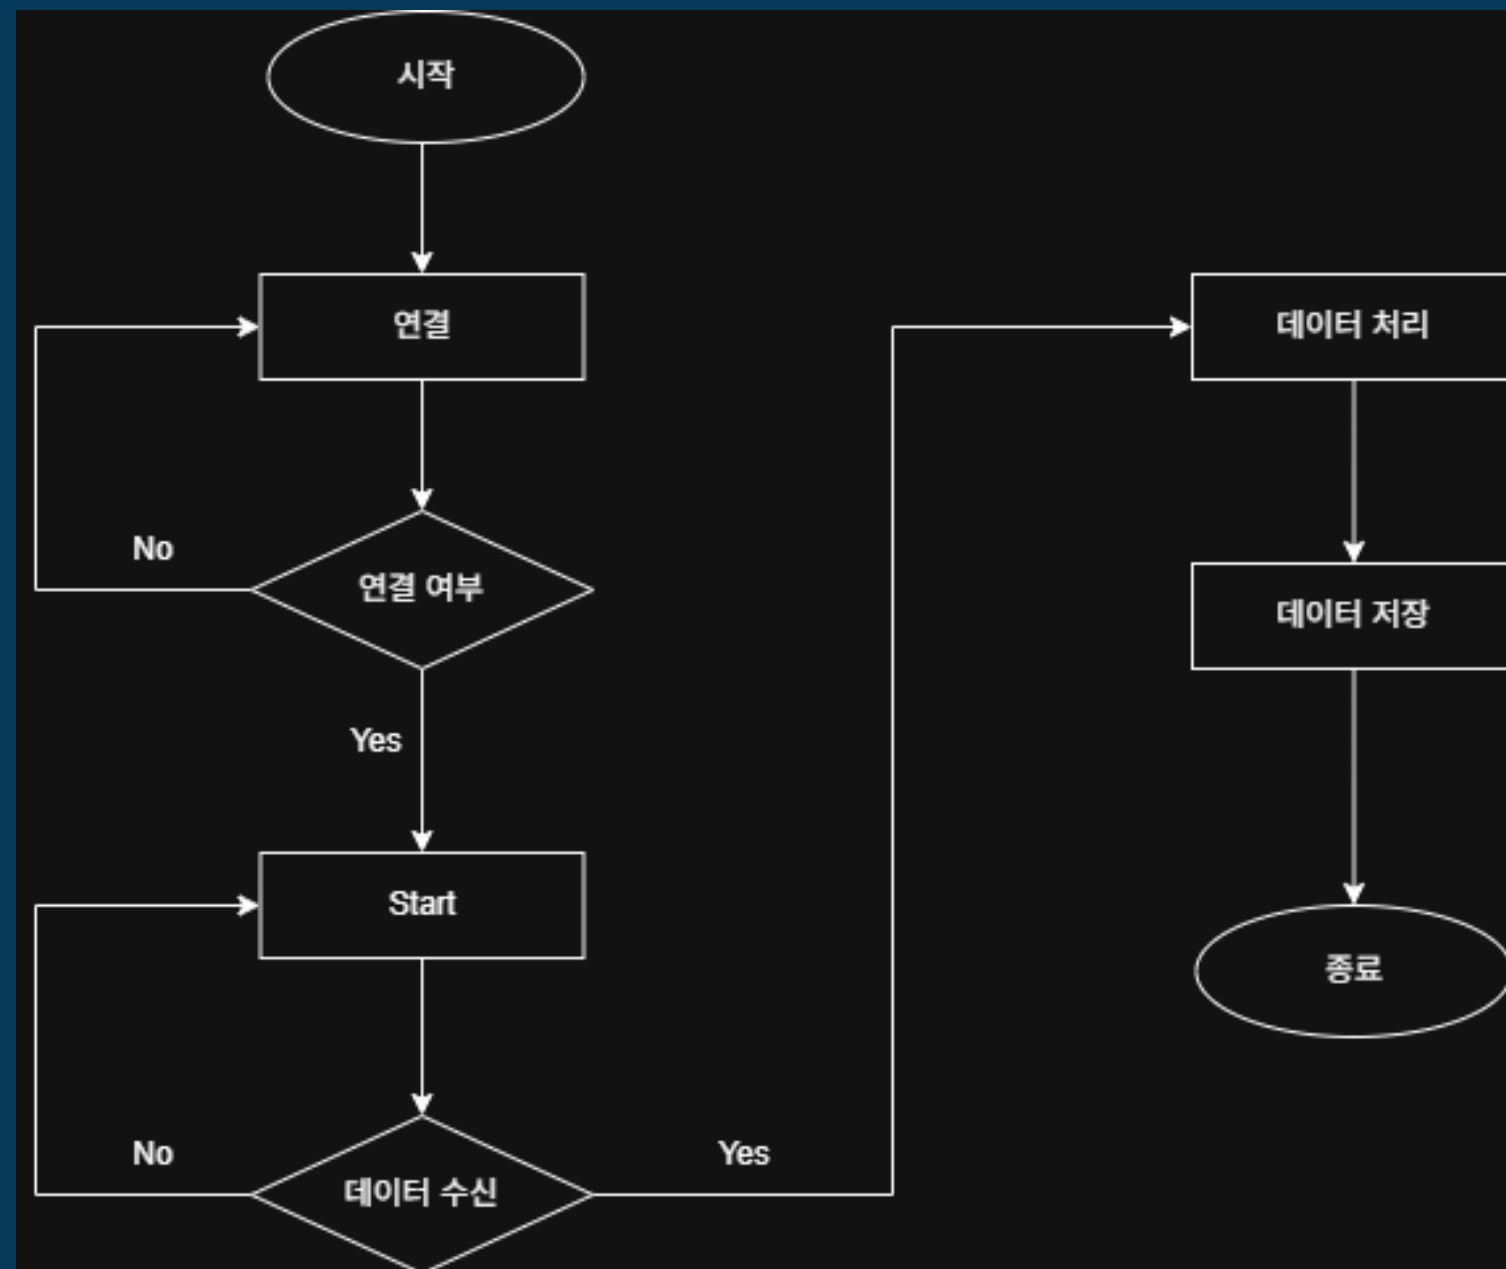 시작
연결
No
연결 여부
Yes
Start
No
데이터 수신
Yes
데이터 처리
데이터 저장
종료